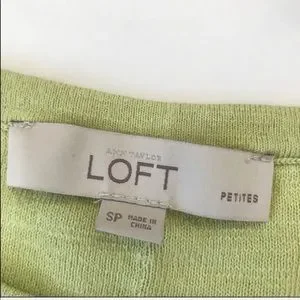 ANN TAYLOR
LOFT
PETITES
SP
MADE IN
CHINA